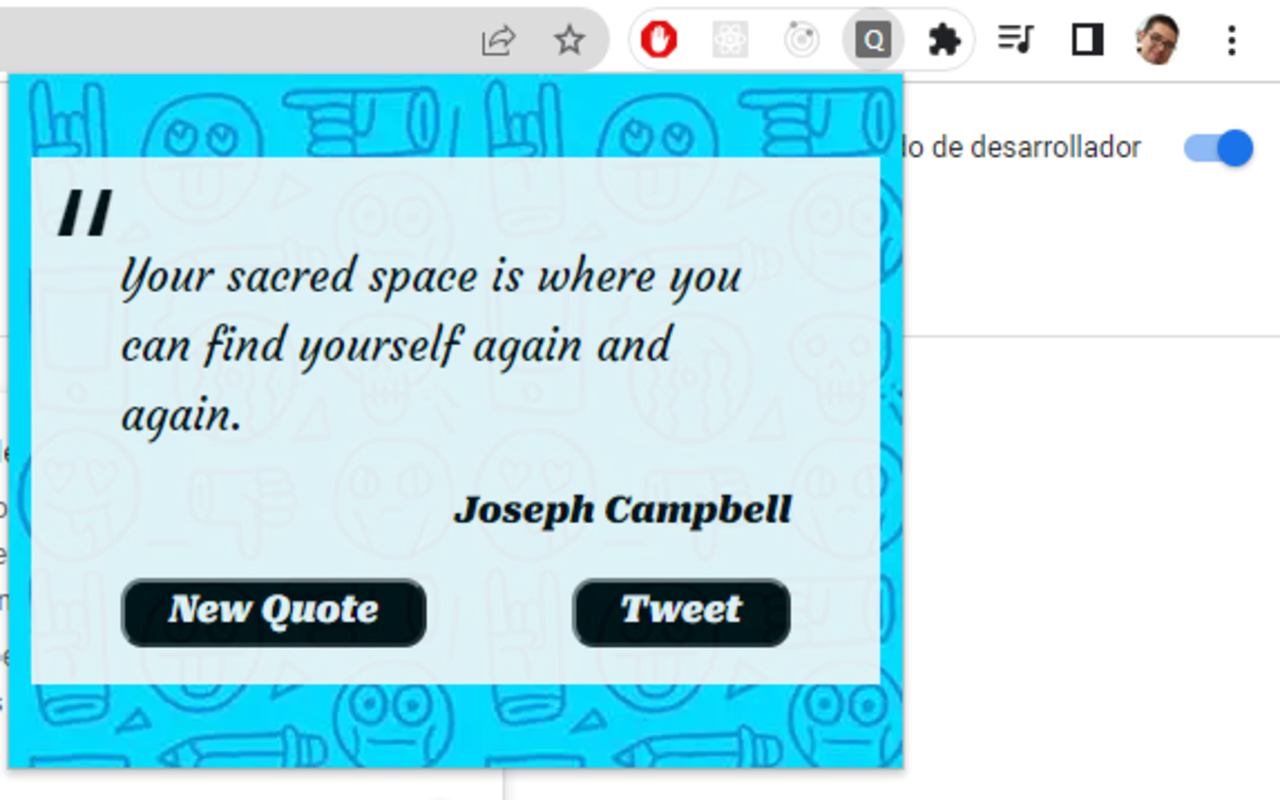 Q
do de desarrollador
"
Your sacred space is where you
can find yourself again and
again.
Joseph Campbell
New Quote
Tweet